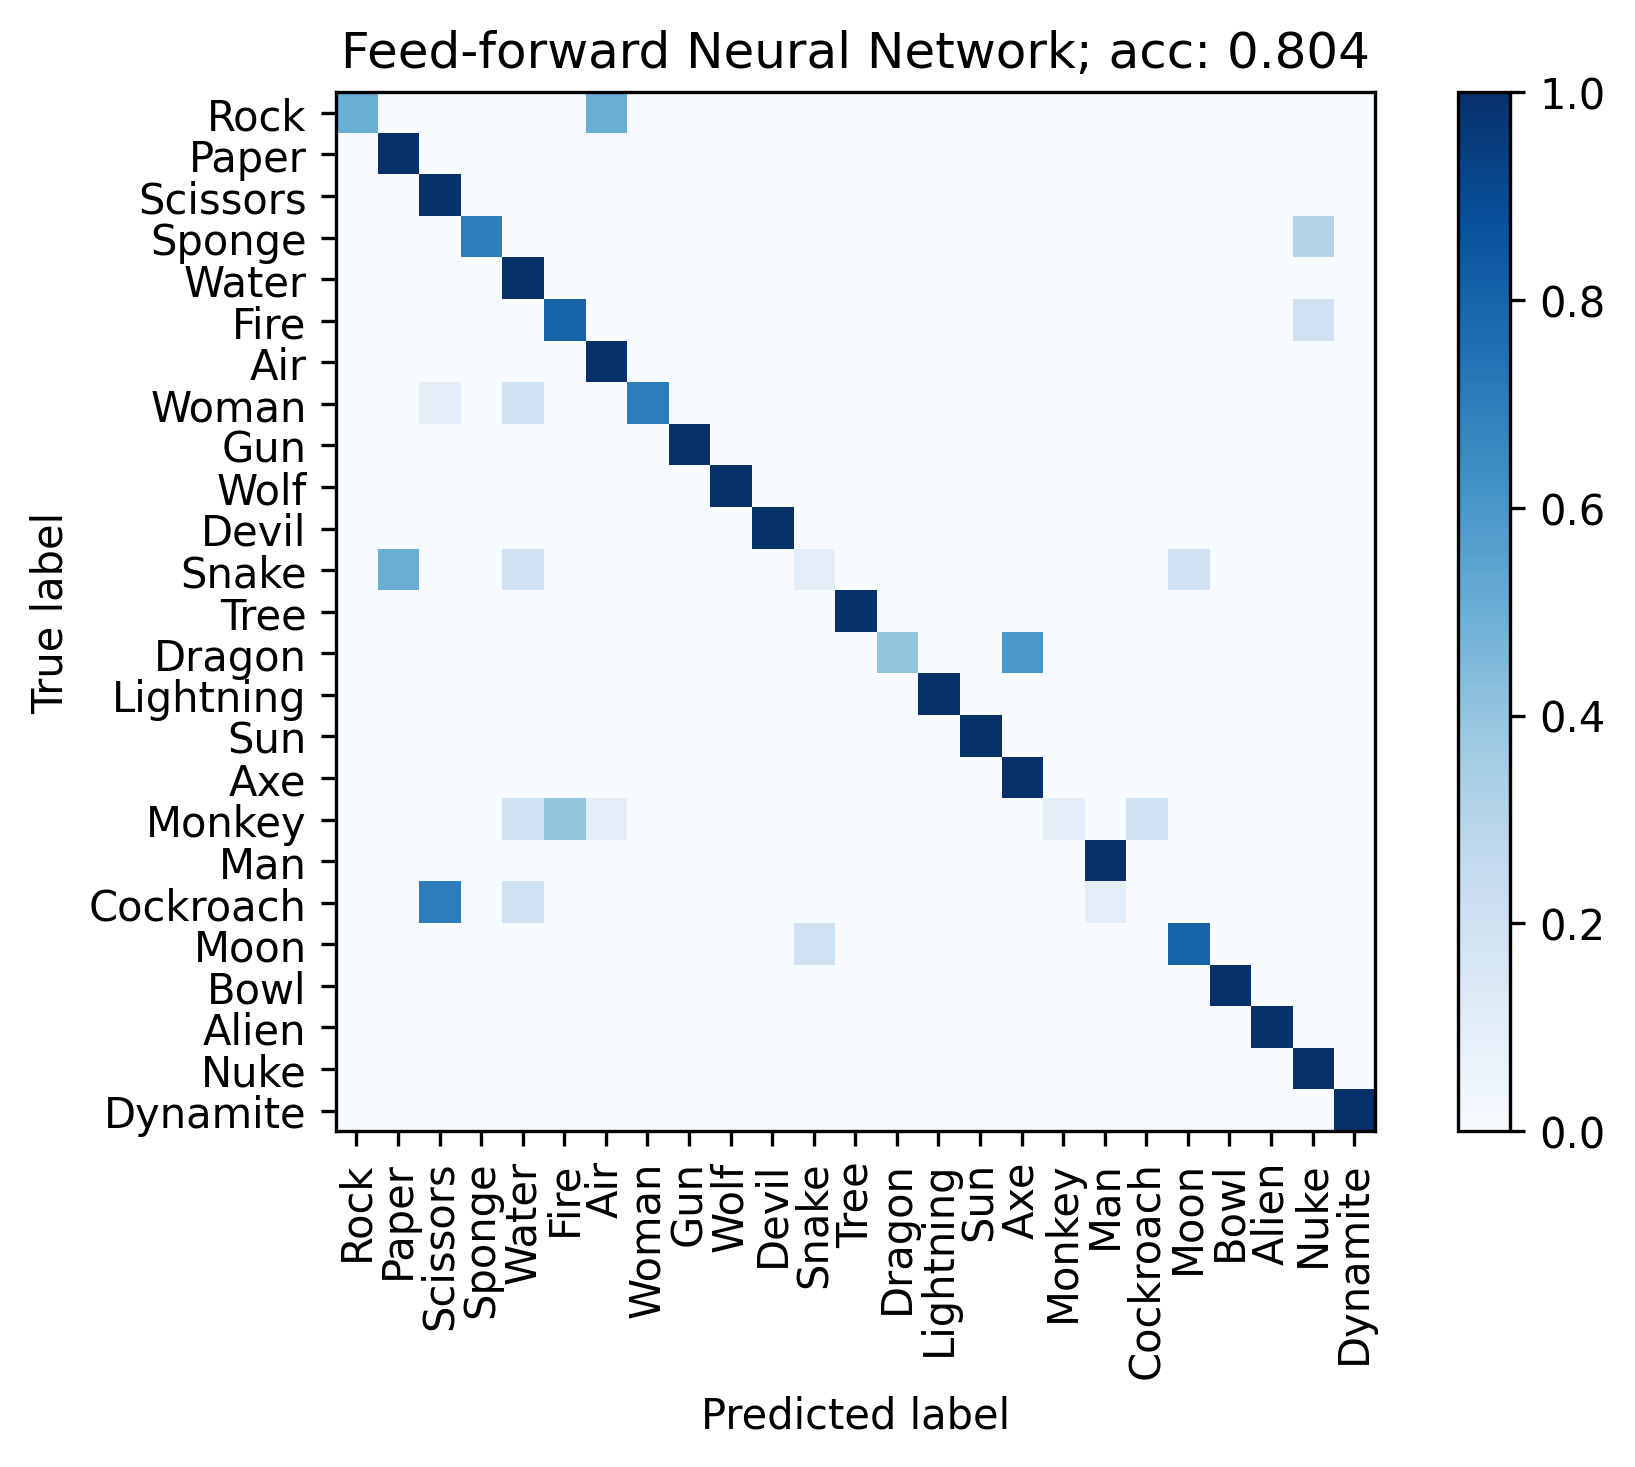 Feed-forward Neural Network; acc: 0.804
True label
Rock
Paper
Scissors
Sponge
Water
Fire
Air
Woman
Gun
Wolf
Devil
Snake
Tree
Dragon
Lightning
Sun
Axe
Monkey
Man
Cockroach
Moon
Bowl
Alien
Nuke
Dynamite
Rock
Paper
Scissors
Sponge
Water
Fire
Air
Woman
Gun
Wolf
Devil
Snake
Tree
Dragon
Lightning
Sun
Axe
Monkey
Man
Cockroach
Moon
Bowl
Alien
Nuke
Dynamite
Predicted label
1.0
0.8
0.6
0.4
0.2
0.0